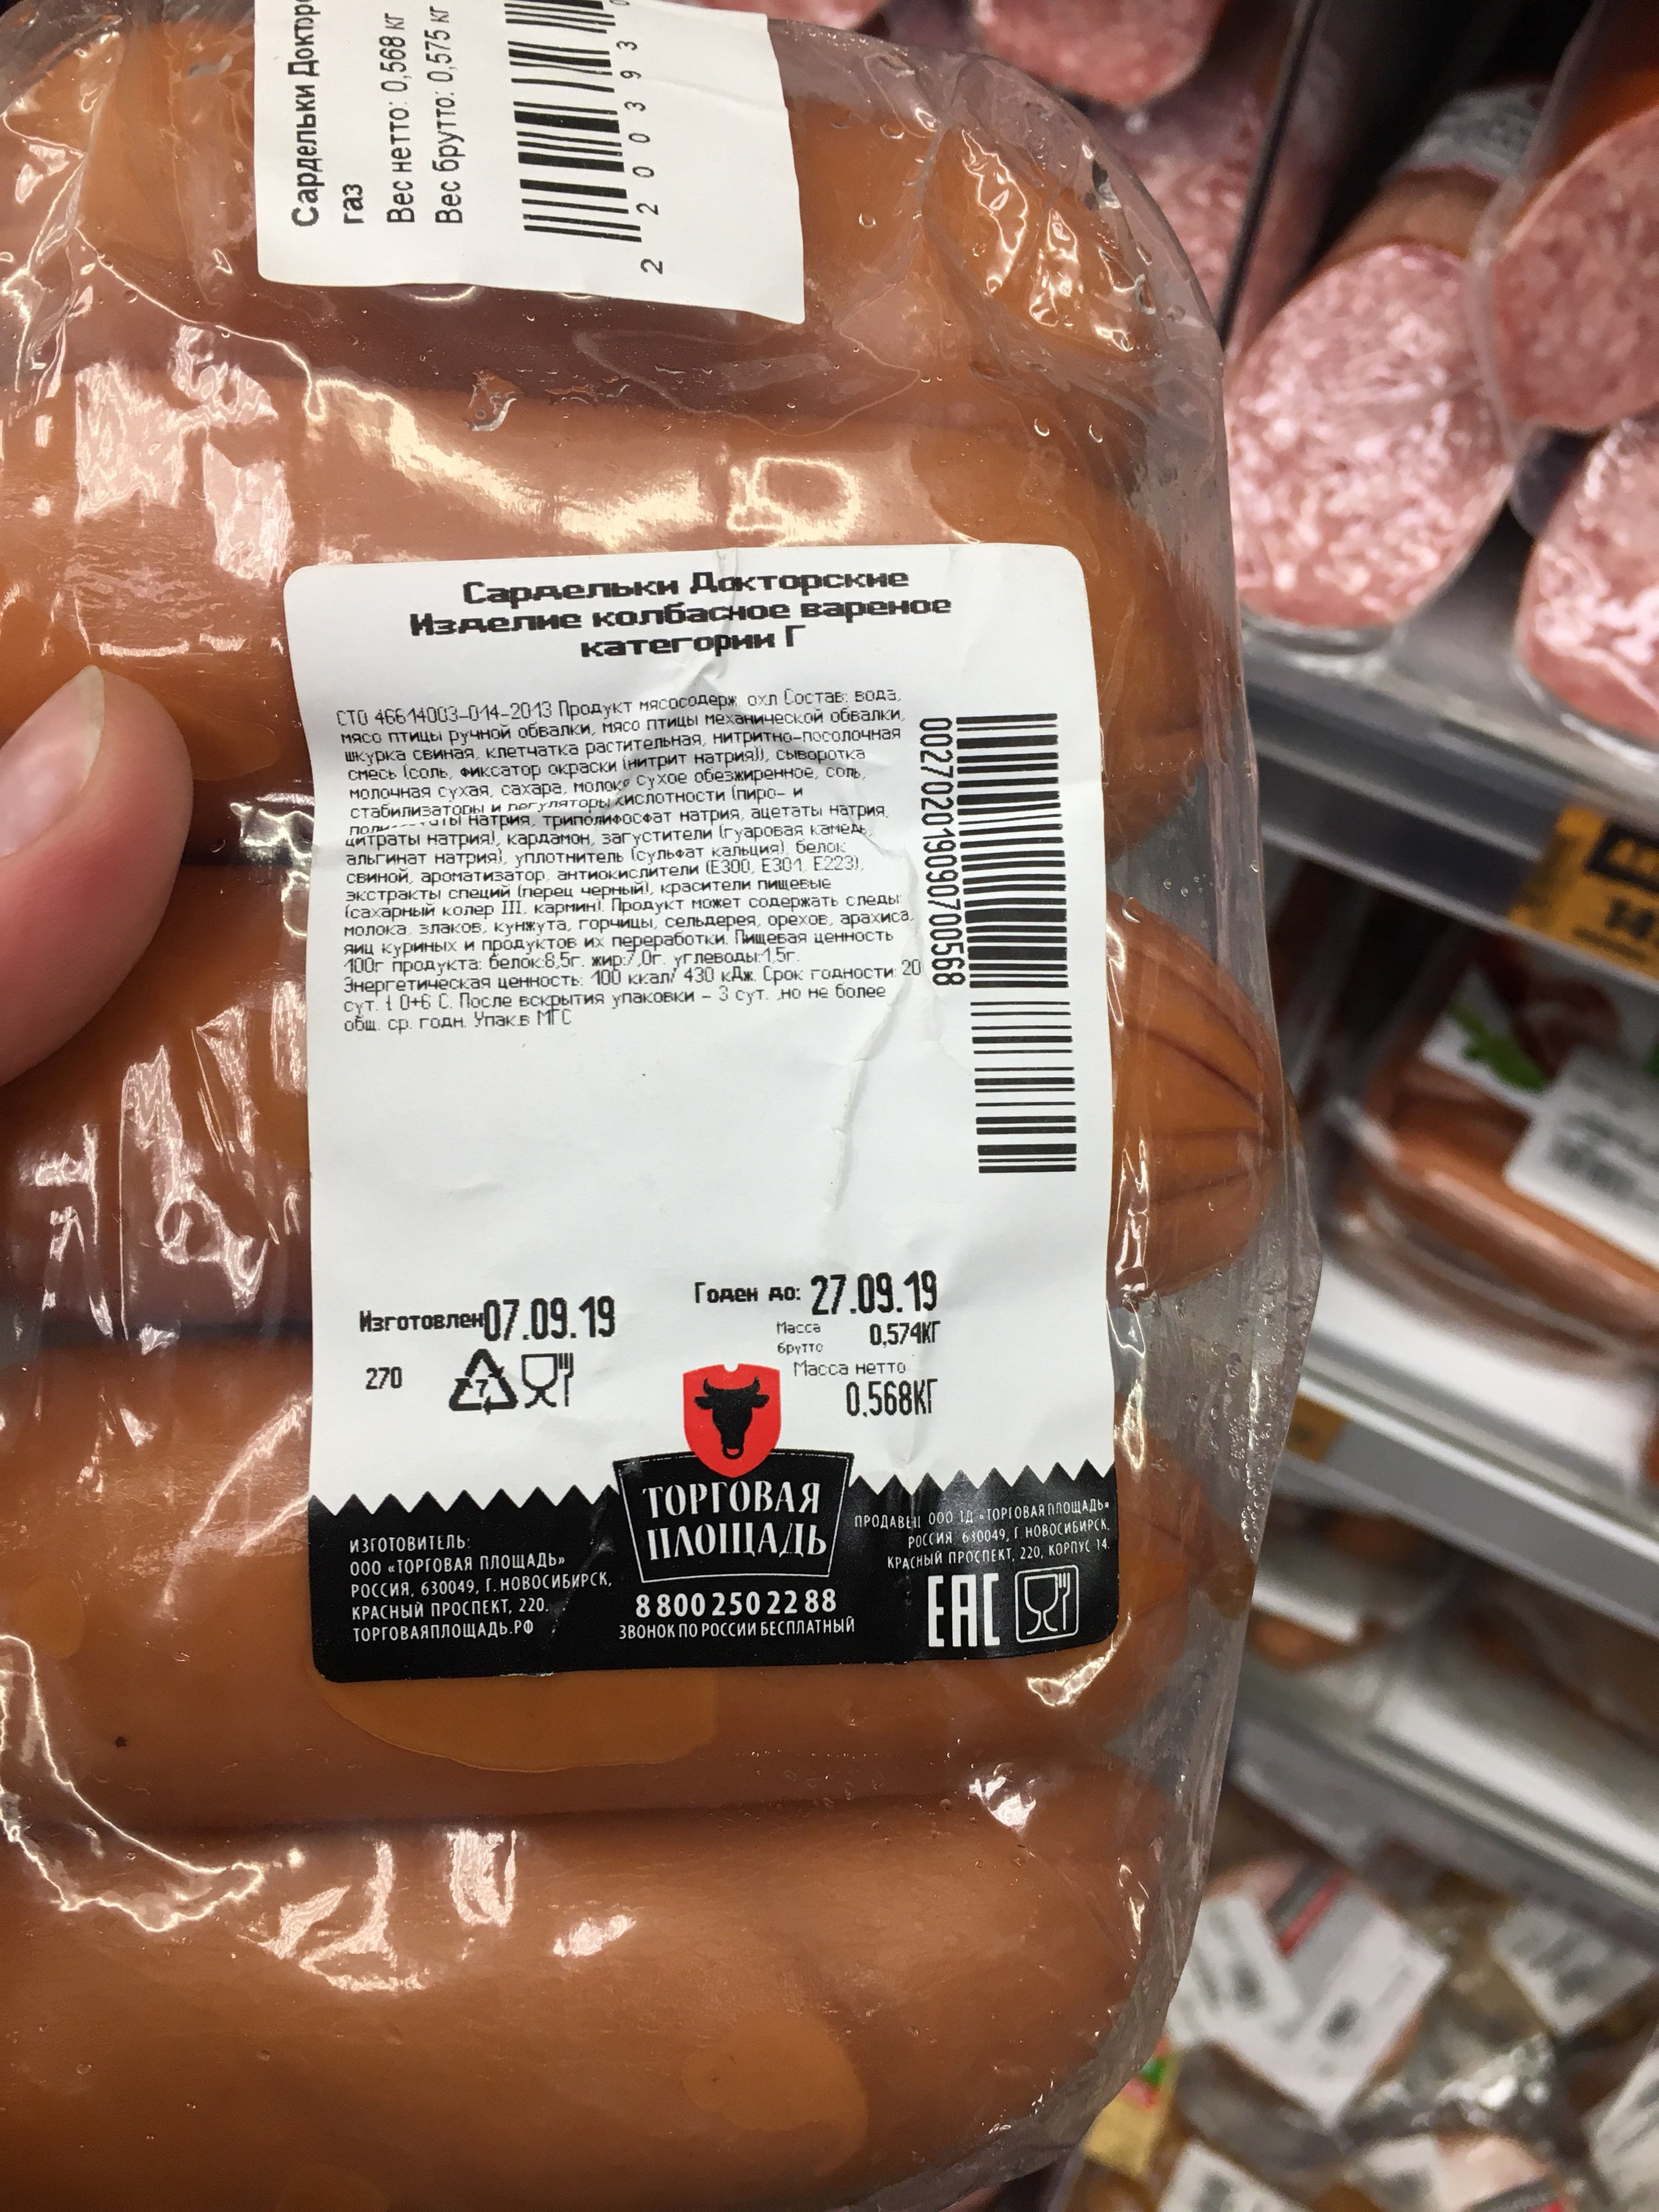 Сардельки Доктор
газ
Вес нетто: 0,568 кг
Вес брутто: 0,575 кг
2 200393
Сардельки Докторские
Изделие колбасное вареное
категории Г
СТО 46614003-014-2013 Продукт мясосодерж. охл Состав: вода,
мясо птицы ручной обвалки, мясо птицы механической обвалки,
шкурка свиная, клетчатка растительная, нитритно-посолочная
смесь (соль, фиксатор окраски (нитрит натрия)), сыворотка
молочная сухая, сахара, молоко сухое обезжиренное, соль,
стабилизаторы и регуляторы кислотности (пиро- и
натрия, триполифосфат натрия, ацетаты натрия,
цитраты натрия), кардамон, загустители (гуаровая камедь,
альгинат натрия), уплотнитель (сульфат кальция), белок
свиной, ароматизатор, антиокислители (Е300, Е301, Е223),
экстракты специй (перец черный), красители пищевые
(сахарный колер III, кармин). Продукт может содержать следы:
молока, злаков, кунжута, горчицы, сельдерея, орехов, арахиса,
яиц куриных и продуктов их переработки. Пищевая ценность
100г продукта: белок:8,5г. жир:7,0г. углеводы:1,5г.
Энергетическая ценность: 100 ккал/ 430 кДж. Срок годности: 20
сут. t 0+6 С. После вскрытия упаковки - 3 сут. ,но не более
общ. ср. годн. Упак.в МГС
00270201909070056​8
Изготовлен07.09.19
Годен до: 27.09.19
Масса брутто 0,574КГ
Масса нетто
0.568КГ
270
7
ТОРГОВАЯ
ПЛОЩАДЬ
8 800 250 22 88
ЗВОНОК ПО РОССИИ БЕСПЛАТНЫЙ
ИЗГОТОВИТЕЛЬ:
ООО «ТОРГОВАЯ ПЛОЩАДЬ»
РОССИЯ, 630049, Г. НОВОСИБИРСК,
КРАСНЫЙ ПРОСПЕКТ, 220.
ТОРГОВАЯПЛОЩАДЬ.РФ
ПРОДАВЕЦ ООО ТД «ТОРГОВАЯ ПЛОЩАДЬ»
РОССИЯ, 630049, Г. НОВОСИБИРСК,
КРАСНЫЙ ПРОСПЕКТ, 220, КОРПУС 14.
EAC